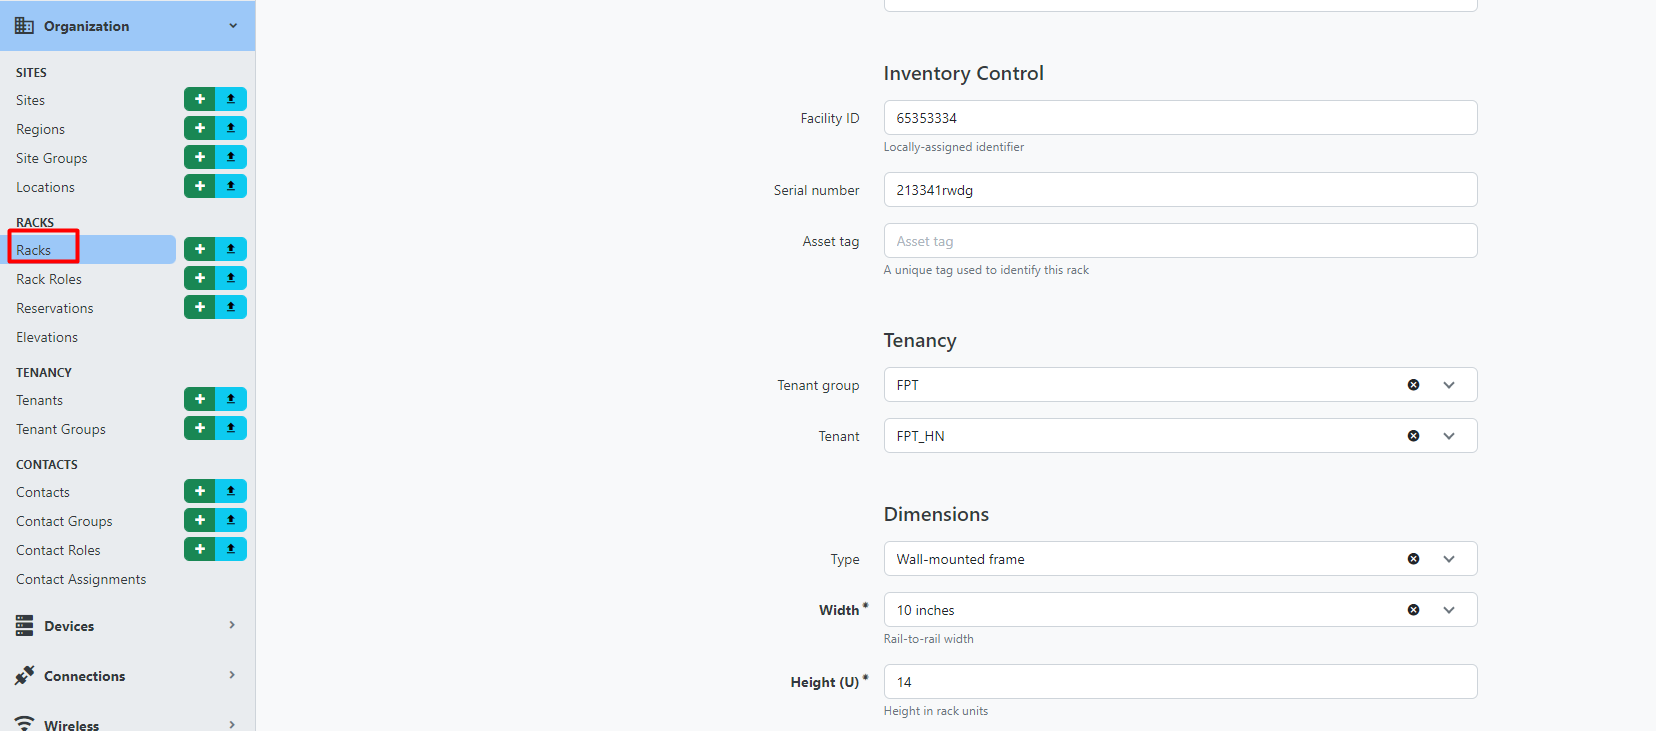 Organization
SITES
Sites
Regions
Site Groups
Locations
RACKS
Racks
Rack Roles
Reservations
Elevations
TENANCY
Tenants
Tenant Groups
CONTACTS
Contacts
Contact Groups
Contact Roles
Contact Assignments
Devices
Connections
Wireless
Inventory Control
Facility ID 65353334
Locally-assigned identifier
Serial number 213341rwdg
Asset tag Asset tag
A unique tag used to identify this rack
Tenancy
Tenant group FPT
Tenant FPT_HN
Dimensions
Type Wall-mounted frame
Width * 10 inches
Rail-to-rail width
Height (U) * 14
Height in rack units